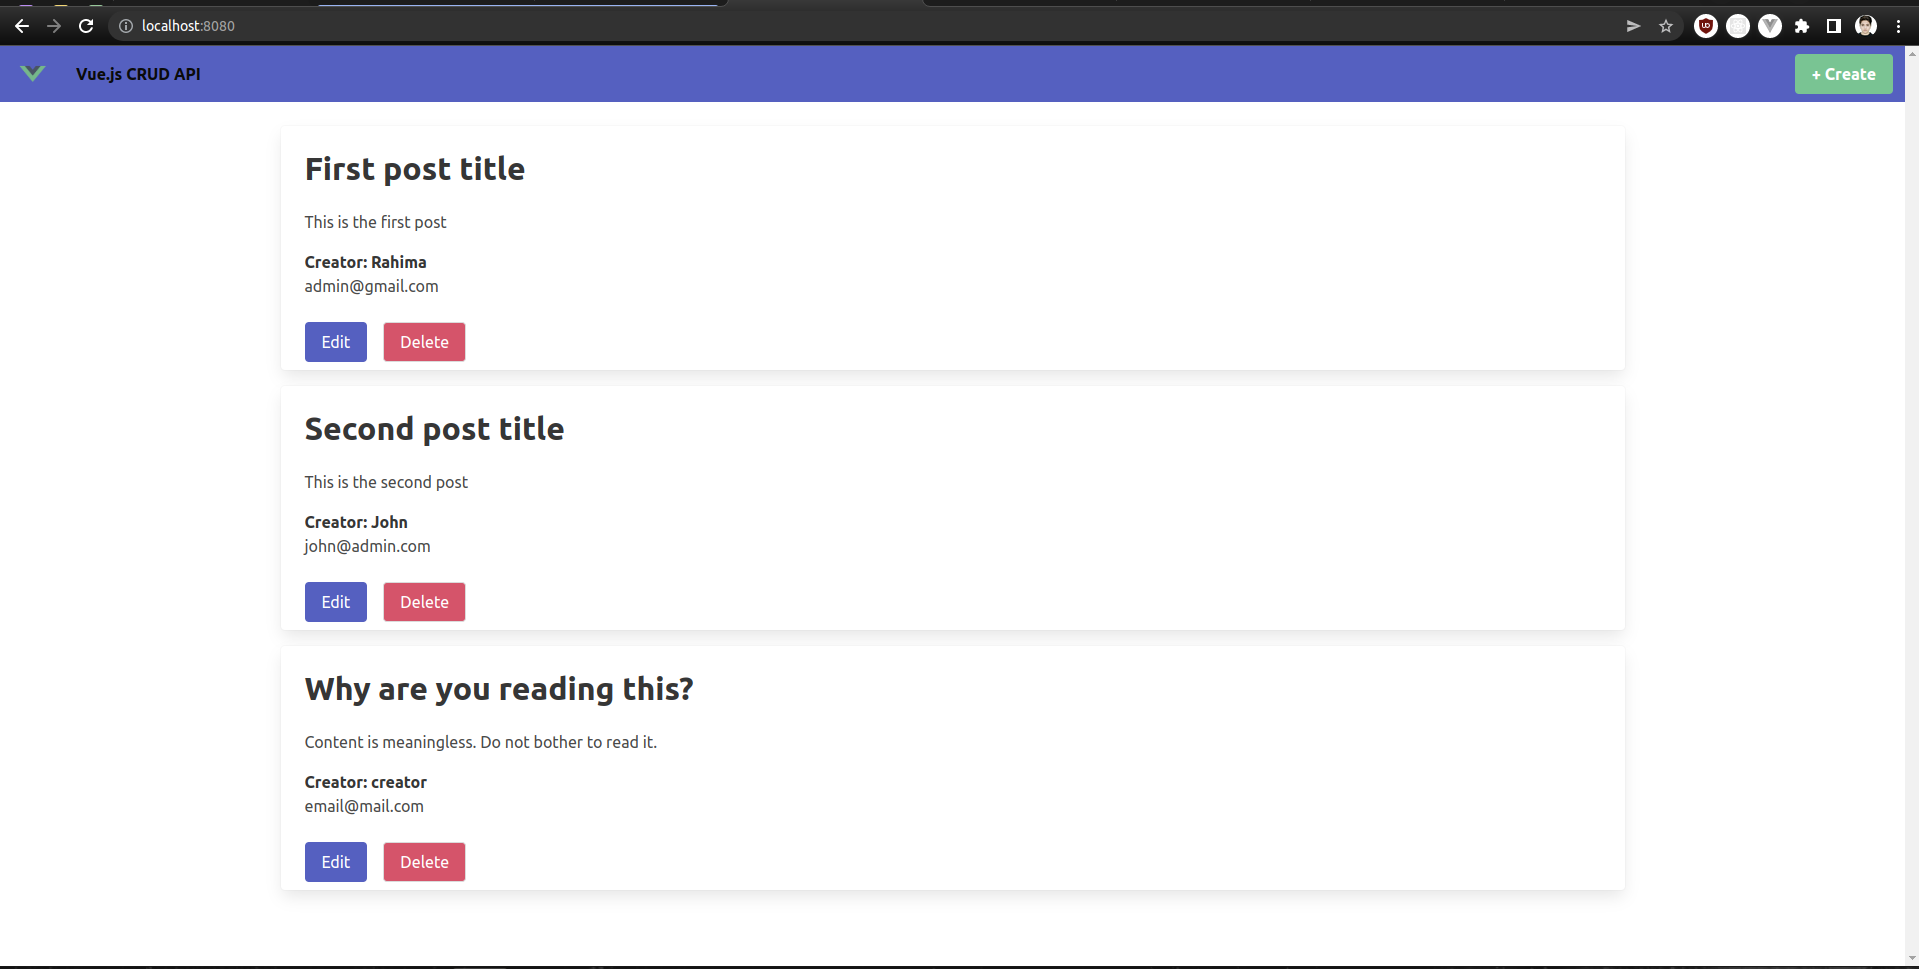 localhost:8080
Vue.js CRUD API
+ Create
First post title
This is the first post
Creator: Rahima
admin@gmail.com
Edit Delete
Second post title
This is the second post
Creator: John
john@admin.com
Edit Delete
Why are you reading this?
Content is meaningless. Do not bother to read it.
Creator: creator
email@mail.com
Edit Delete